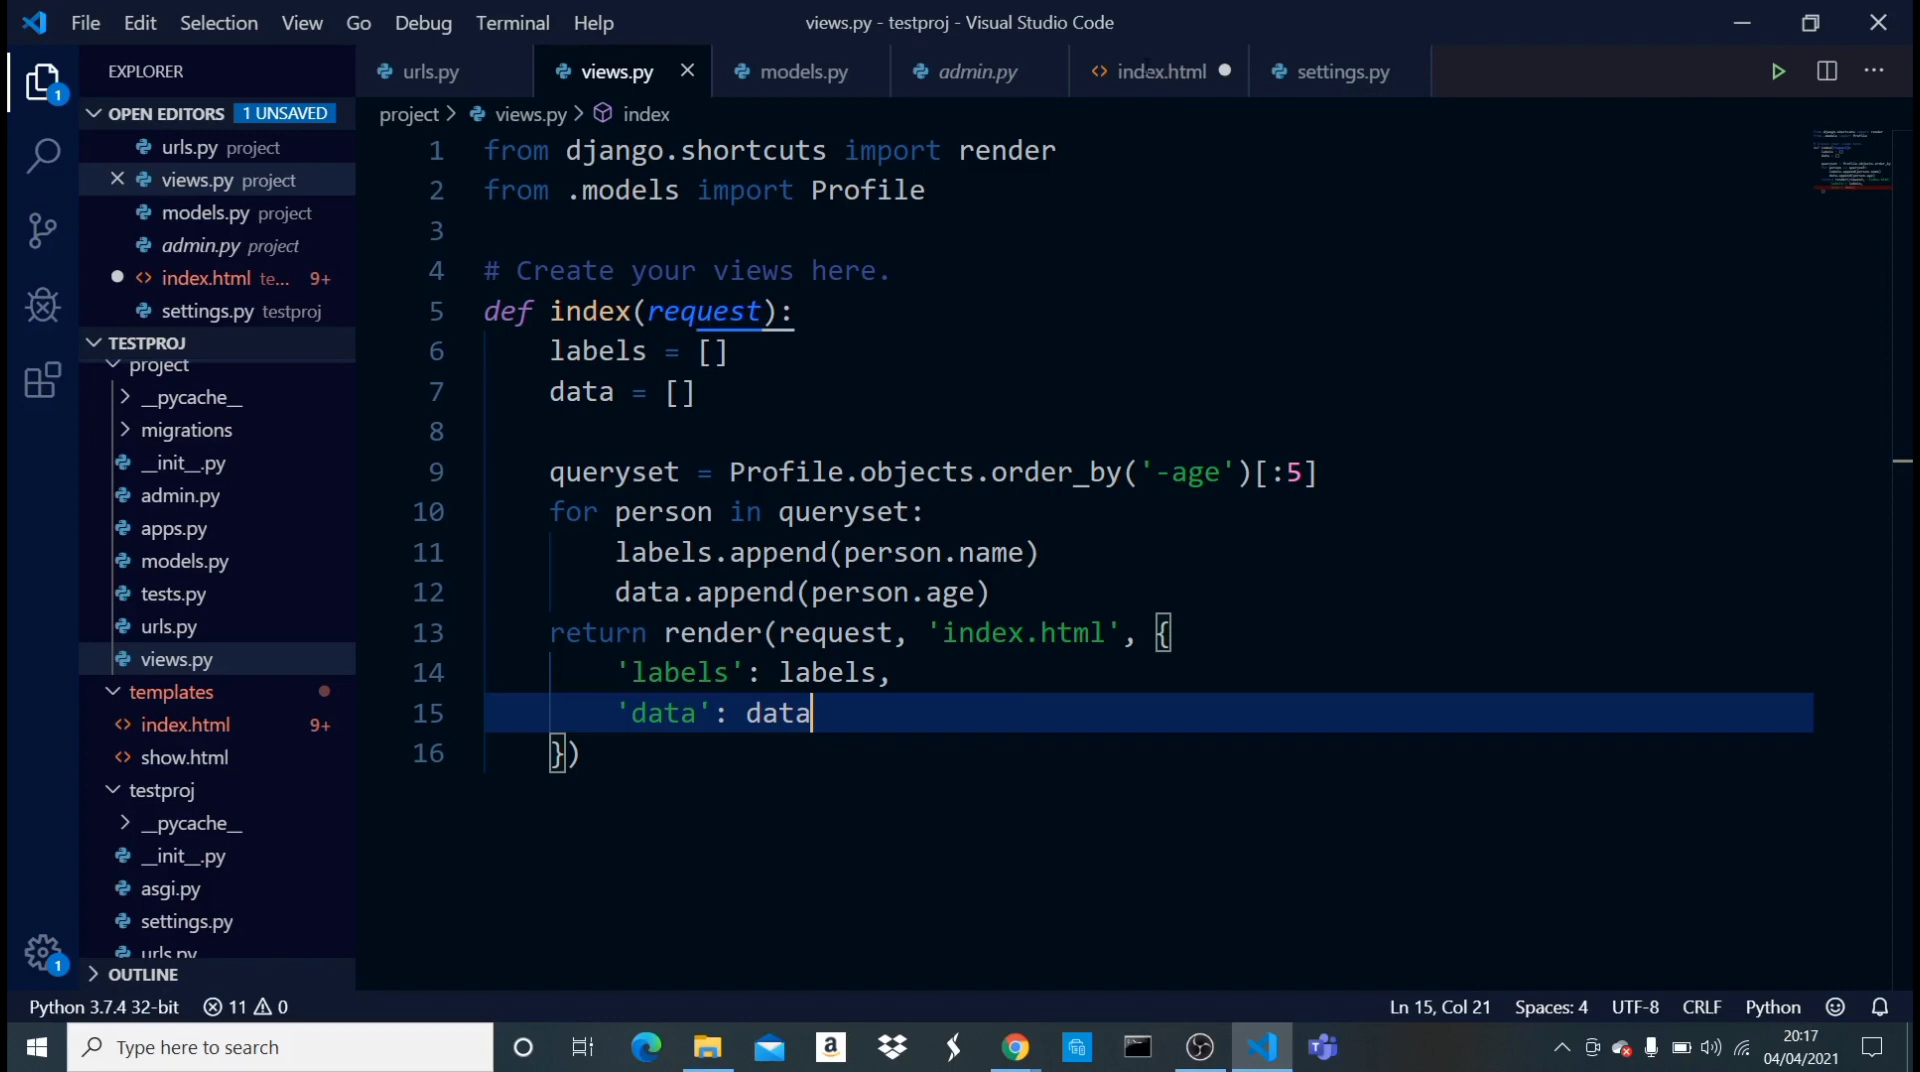 File Edit Selection View Go Debug Terminal Help
views.py - testproj - Visual Studio Code
EXPLORER
OPEN EDITORS 1 UNSAVED
urls.py project
views.py project
models.py project
admin.py project
index.html te... 9+
settings.py testproj
TESTPROJ
project
__pycache__
migrations
__init__.py
admin.py
apps.py
models.py
tests.py
urls.py
views.py
templates
index.html 9+
show.html
testproj
__pycache__
__init__.py
asgi.py
settings.py
urls.py
OUTLINE
1
1
urls.py views.py models.py admin.py index.html settings.py
project > views.py > index
1 from django.shortcuts import render
2 from .models import Profile
3
4 # Create your views here.
5 def index(request):
6 labels = []
7 data = []
8
9 queryset = Profile.objects.order_by('-age')[:5]
10 for person in queryset:
11 labels.append(person.name)
12 data.append(person.age)
13 return render(request, 'index.html', {
14 'labels': labels,
15 'data': data
16 })
Python 3.7.4 32-bit 11 0
Ln 15, Col 21 Spaces: 4 UTF-8 CRLF Python
Type here to search
20:17
04/04/2021